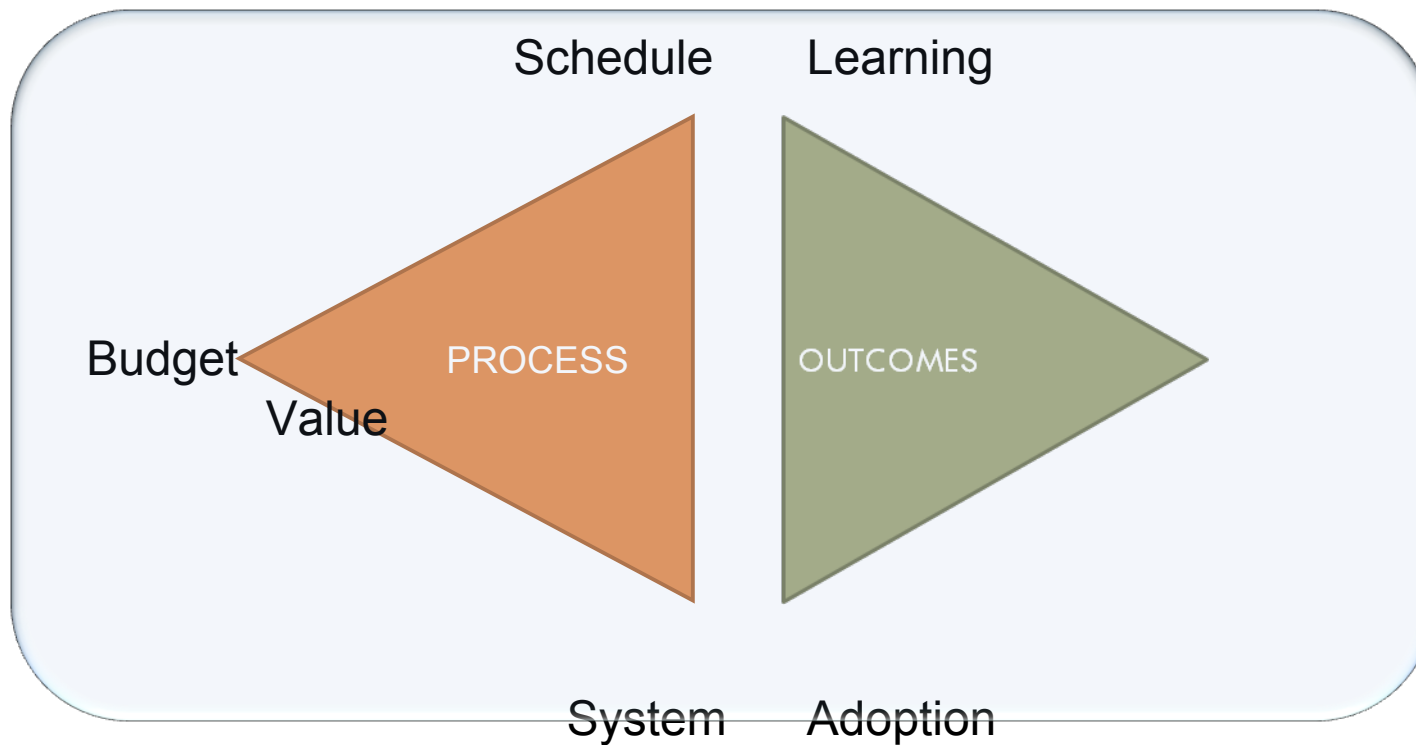 Schedule Learning
Budget PROCESS OUTCOMES
Value
System Adoption